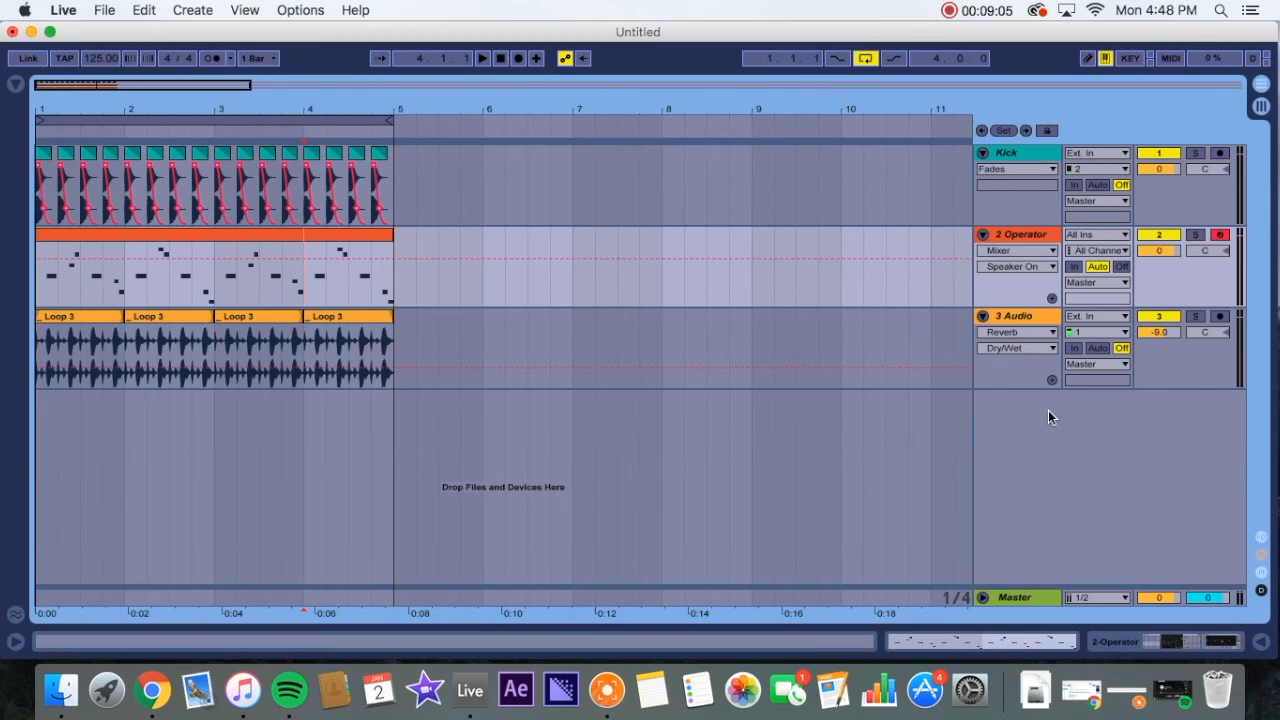 Live File Edit Create View Options Help 00:09:05 Mon 4:48 PM
Untitled
Link TAP 125.00 4 / 4 1 Bar 4. 1. 1 1. 1. 1 4. 0. 0 KEY MIDI 0 % D
1 2 3 4 5 6 7 8 9 10 11
Set
Kick Ext. In 1 S
Fades 2 0 C
In Auto Off
Master
2 Operator All Ins 2 S
Mixer All Channe 0 C
Speaker On In Auto Off
Master
Loop 3 Loop 3 Loop 3 Loop 3 3 Audio Ext. In 3 S
Reverb 1 -9.0 C
Dry/Wet In Auto Off
Master
Drop Files and Devices Here
1/4 Master 1/2 0 0
0:00 0:02 0:04 0:06 0:08 0:10 0:12 0:14 0:16 0:18
2-Operator
JAN
2 Live Ae 1 4